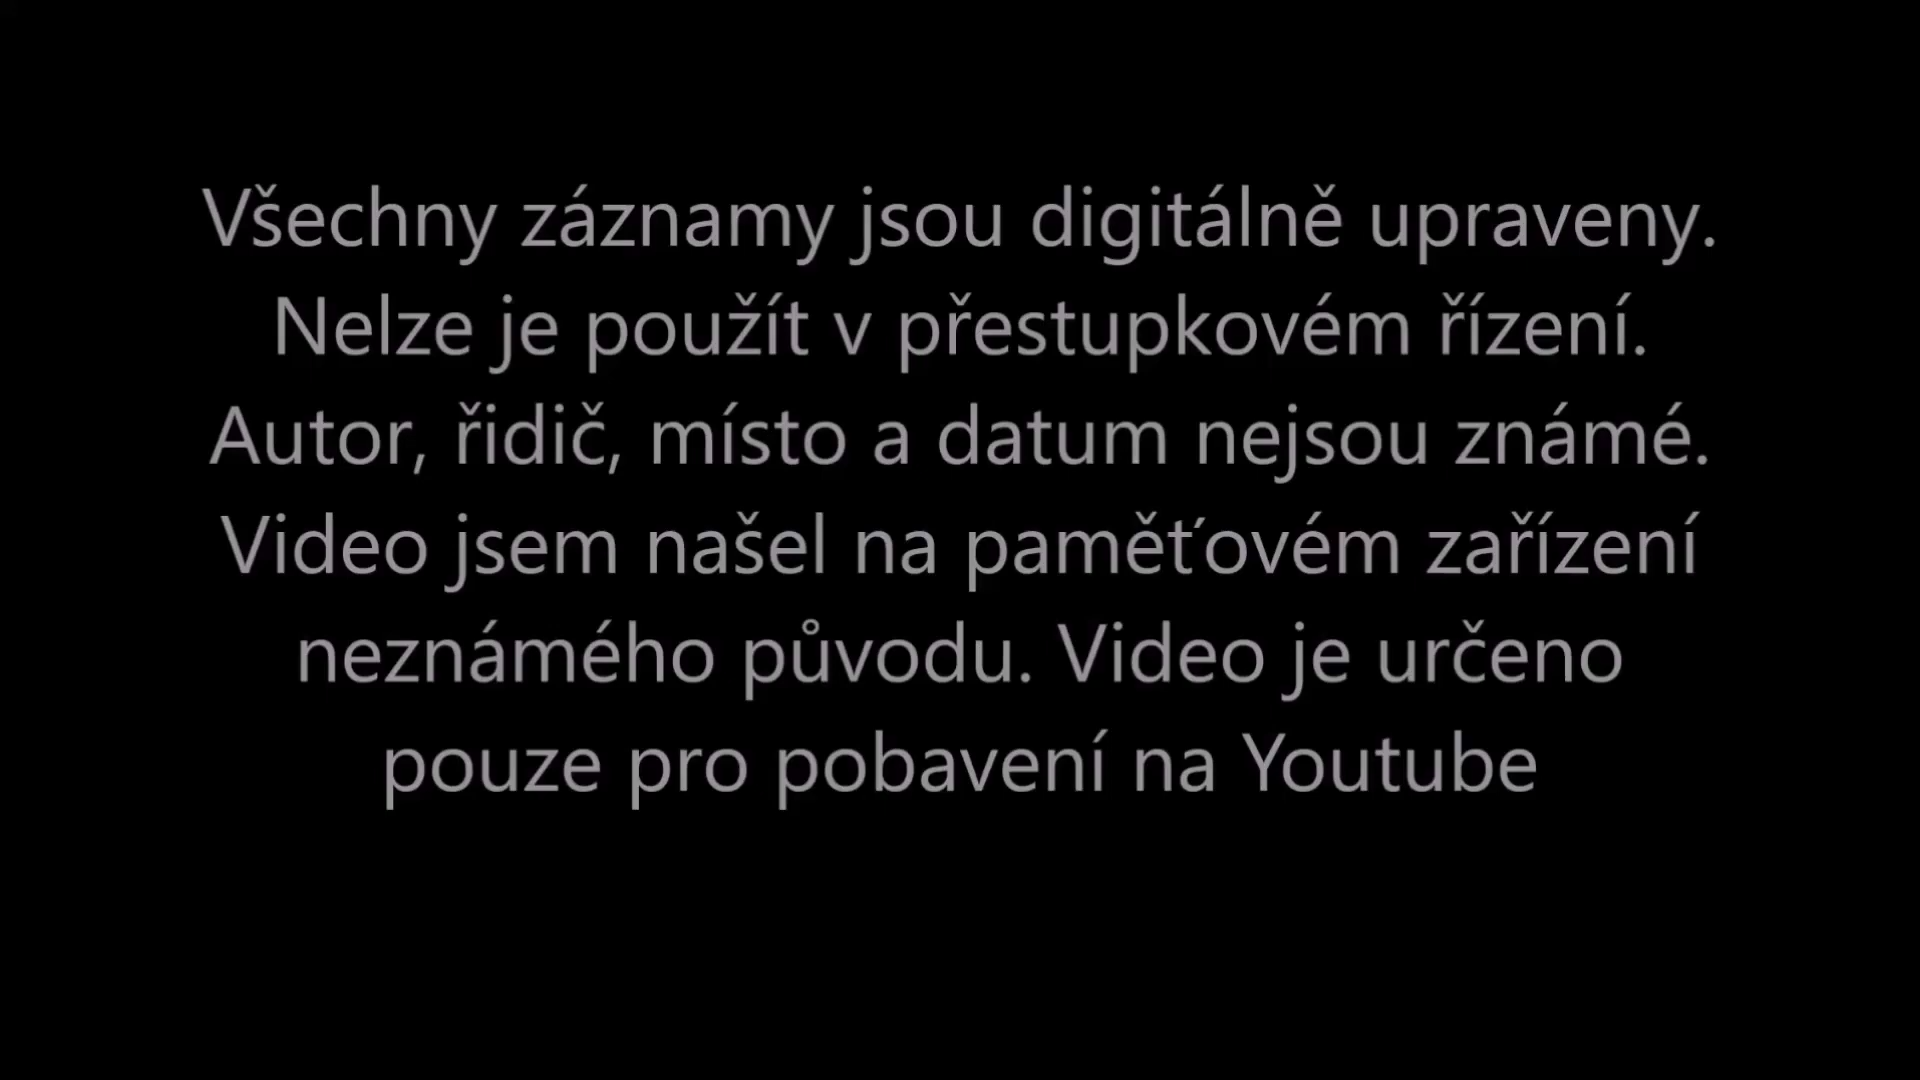 Všechny záznamy jsou digitálně upraveny.
Nelze je použít v přestupkovém řízení.
Autor, řidič, místo a datum nejsou známé.
Video jsem našel na paměťovém zařízení
neznámého původu. Video je určeno
pouze pro pobavení na Youtube